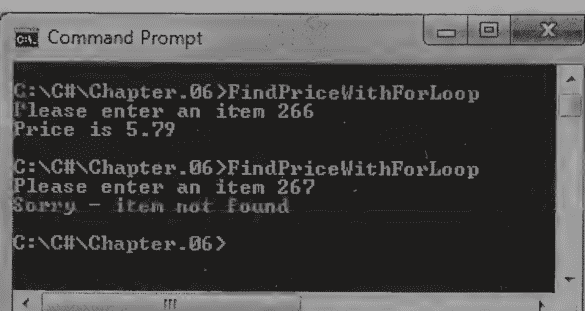 Command Prompt
C:\C#\Chapter.06>FindPriceWithForLoop
Please enter an item 266
Price is 5.79
C:\C#\Chapter.06>FindPriceWithForLoop
Please enter an item 267
Sorry - item not found
C:\C#\Chapter.06>